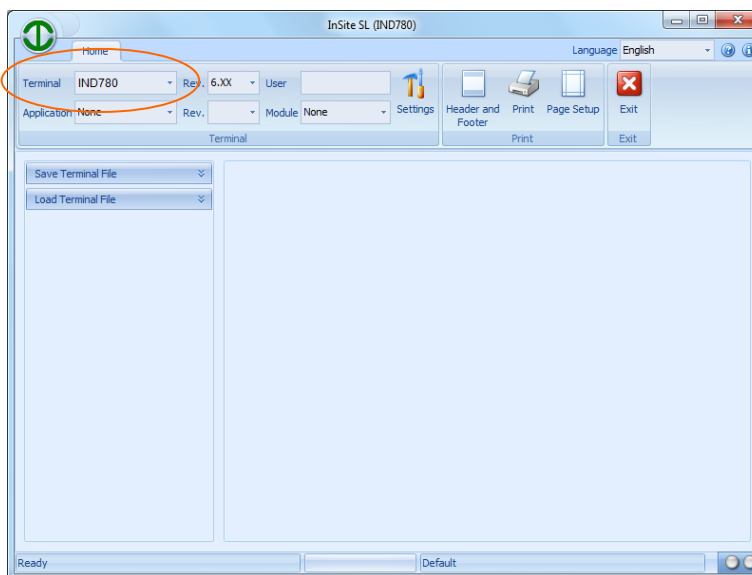 InSite SL (IND780)
Home
Language English
Terminal IND780 Rev. 6.XX User
Application None Rev. Module None
Settings
Header and Footer
Print
Page Setup
Exit
Terminal
Print
Exit
Save Terminal File
Load Terminal File
Ready
Default